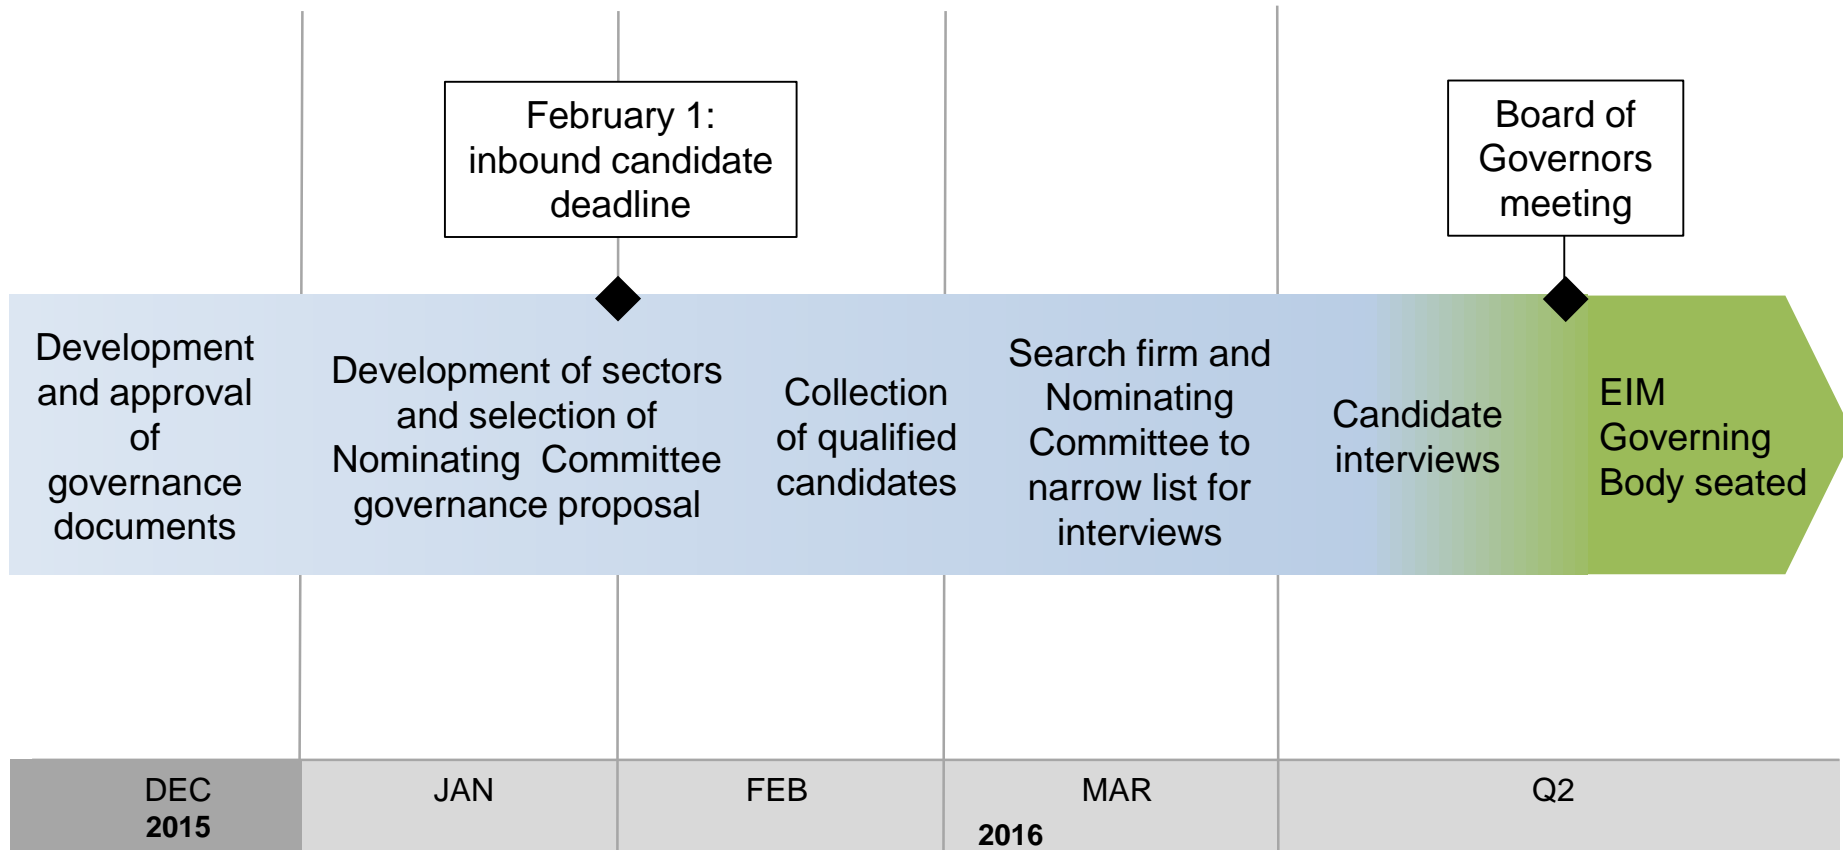 February 1:
inbound candidate
deadline
Board of
Governors
meeting
Development
and approval
of
governance
documents
Development of sectors
and selection of
Nominating  Committee
governance proposal
Collection
of qualified
candidates
Search firm and
Nominating
Committee to
narrow list for
interviews
Candidate
interviews
EIM
Governing
Body seated
DEC
2015
JAN
FEB
MAR
Q2
2016